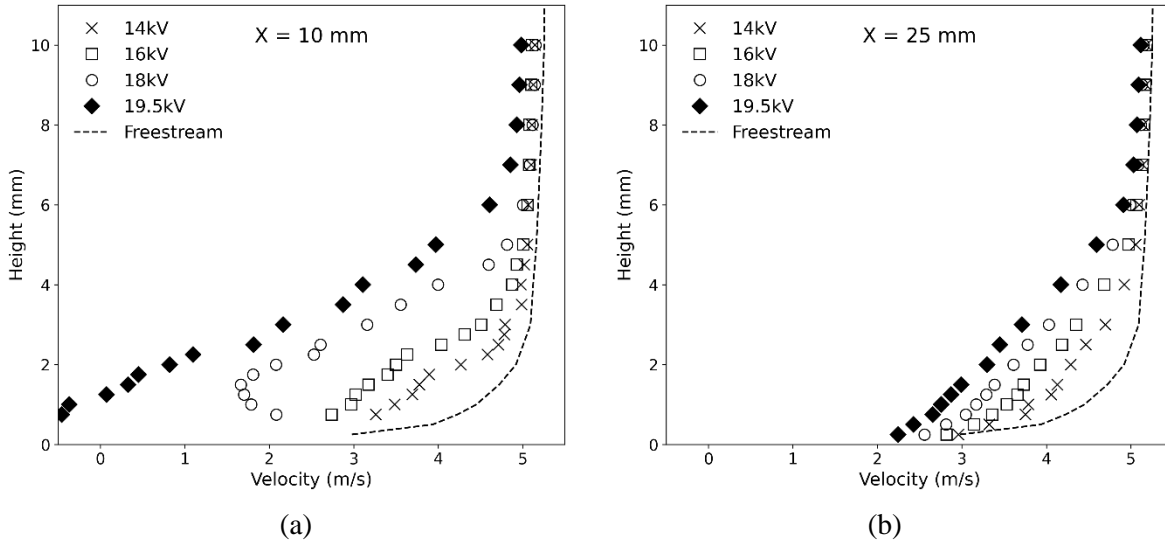 X = 10 mm
14kV
16kV
18kV
19.5kV
Freestream
Height (mm)
10
8
6
4
2
0
0 1 2 3 4 5
Velocity (m/s)
(a)
X = 25 mm
14kV
16kV
18kV
19.5kV
Freestream
Height (mm)
10
8
6
4
2
0
0 1 2 3 4 5
Velocity (m/s)
(b)